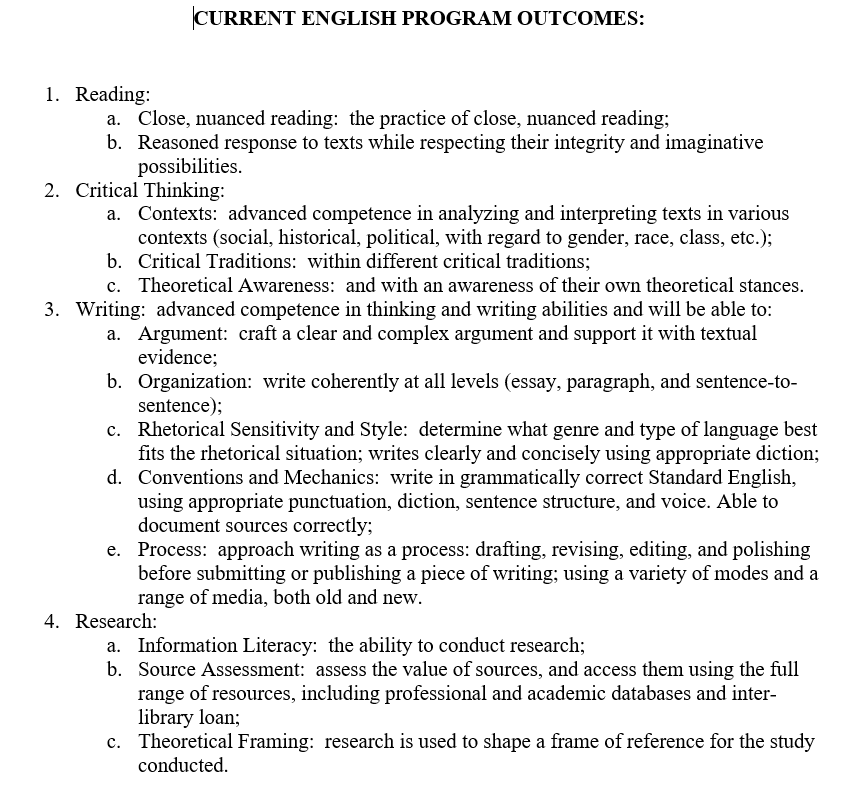 CURRENT ENGLISH PROGRAM OUTCOMES:
1. Reading:
a. Close, nuanced reading:  the practice of close, nuanced reading;
b. Reasoned response to texts while respecting their integrity and imaginative
possibilities.
2. Critical Thinking:
a. Contexts:  advanced competence in analyzing and interpreting texts in various
contexts (social, historical, political, with regard to gender, race, class, etc.);
b. Critical Traditions:  within different critical traditions;
c. Theoretical Awareness:  and with an awareness of their own theoretical stances.
3. Writing:  advanced competence in thinking and writing abilities and will be able to:
a. Argument:  craft a clear and complex argument and support it with textual
evidence;
b. Organization:  write coherently at all levels (essay, paragraph, and sentence-to-
sentence);
c. Rhetorical Sensitivity and Style:  determine what genre and type of language best
fits the rhetorical situation; writes clearly and concisely using appropriate diction;
d. Conventions and Mechanics:  write in grammatically correct Standard English,
using appropriate punctuation, diction, sentence structure, and voice. Able to
document sources correctly;
e. Process:  approach writing as a process: drafting, revising, editing, and polishing
before submitting or publishing a piece of writing; using a variety of modes and a
range of media, both old and new.
4. Research:
a. Information Literacy:  the ability to conduct research;
b. Source Assessment:  assess the value of sources, and access them using the full
range of resources, including professional and academic databases and inter-
library loan;
c. Theoretical Framing:  research is used to shape a frame of reference for the study
conducted.